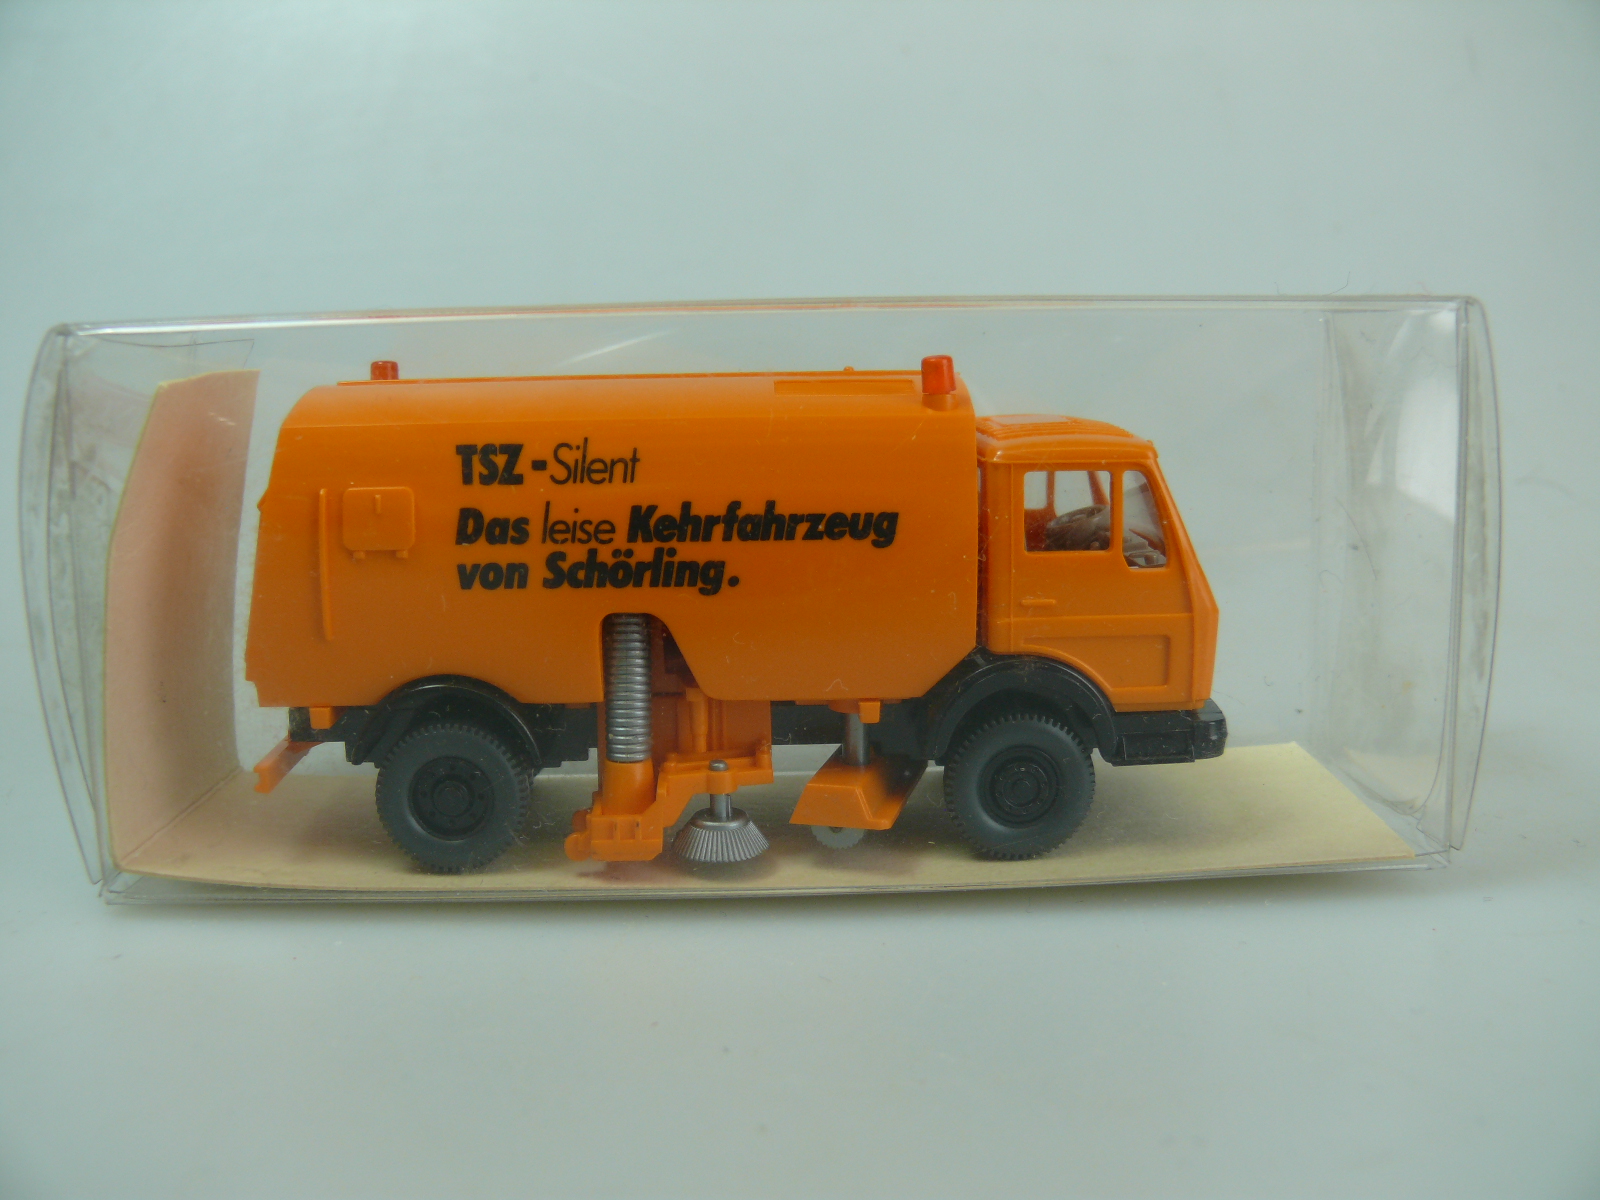 TSZ-Silent
Das leise Kehrfahrzeug
von Schörling.